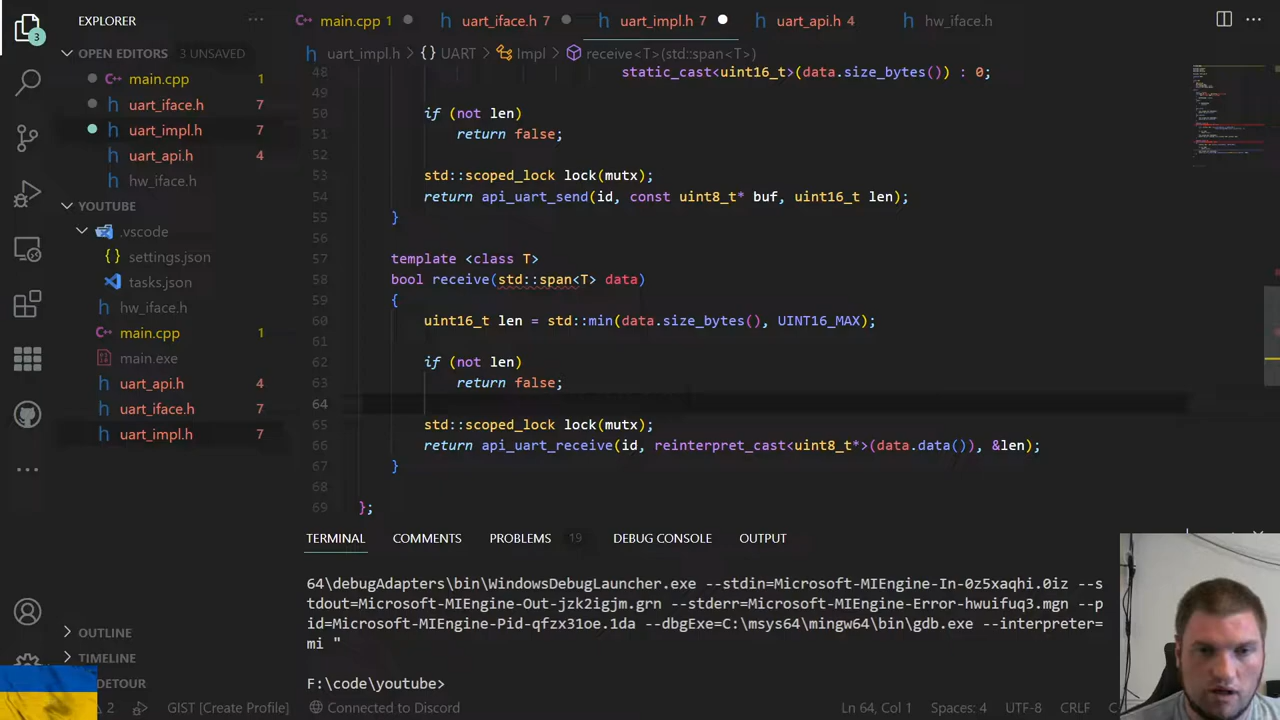 EXPLORER
OPEN EDITORS 3 UNSAVED
main.cpp 1
uart_iface.h 7
uart_impl.h 7
uart_api.h 4
hw_iface.h
YOUTUBE
.vscode
settings.json
tasks.json
hw_iface.h
main.cpp 1
main.exe
uart_api.h 4
uart_iface.h 7
uart_impl.h 7
OUTLINE
TIMELINE
DETOUR
3
main.cpp 1 uart_iface.h 7 uart_impl.h 7 uart_api.h 4 hw_iface.h
uart_impl.h > {} UART > Impl > receive<T>(std::span<T>)
48 static_cast<uint16_t>(data.size_bytes()) : 0;
49
50 if (not len)
51 return false;
52
53 std::scoped_lock lock(mutx);
54 return api_uart_send(id, const uint8_t* buf, uint16_t len);
55 }
56
57 template <class T>
58 bool receive(std::span<T> data)
59 {
60 uint16_t len = std::min(data.size_bytes(), UINT16_MAX);
61
62 if (not len)
63 return false;
64
65 std::scoped_lock lock(mutx);
66 return api_uart_receive(id, reinterpret_cast<uint8_t*>(data.data()), &len);
67 }
68
69 };
TERMINAL COMMENTS PROBLEMS 19 DEBUG CONSOLE OUTPUT
64\debugAdapters\bin\WindowsDebugLauncher.exe --stdin=Microsoft-MIEngine-In-0z5xaqhi.0iz --s
tdout=Microsoft-MIEngine-Out-jzk2igjm.grn --stderr=Microsoft-MIEngine-Error-hwuifuq3.mgn --p
id=Microsoft-MIEngine-Pid-qfzx31oe.1da --dbgExe=C:\msys64\mingw64\bin\gdb.exe --interpreter=
mi "
F:\code\youtube>
2 GIST [Create Profile] Connected to Discord Ln 64, Col 1 Spaces: 4 UTF-8 CRLF